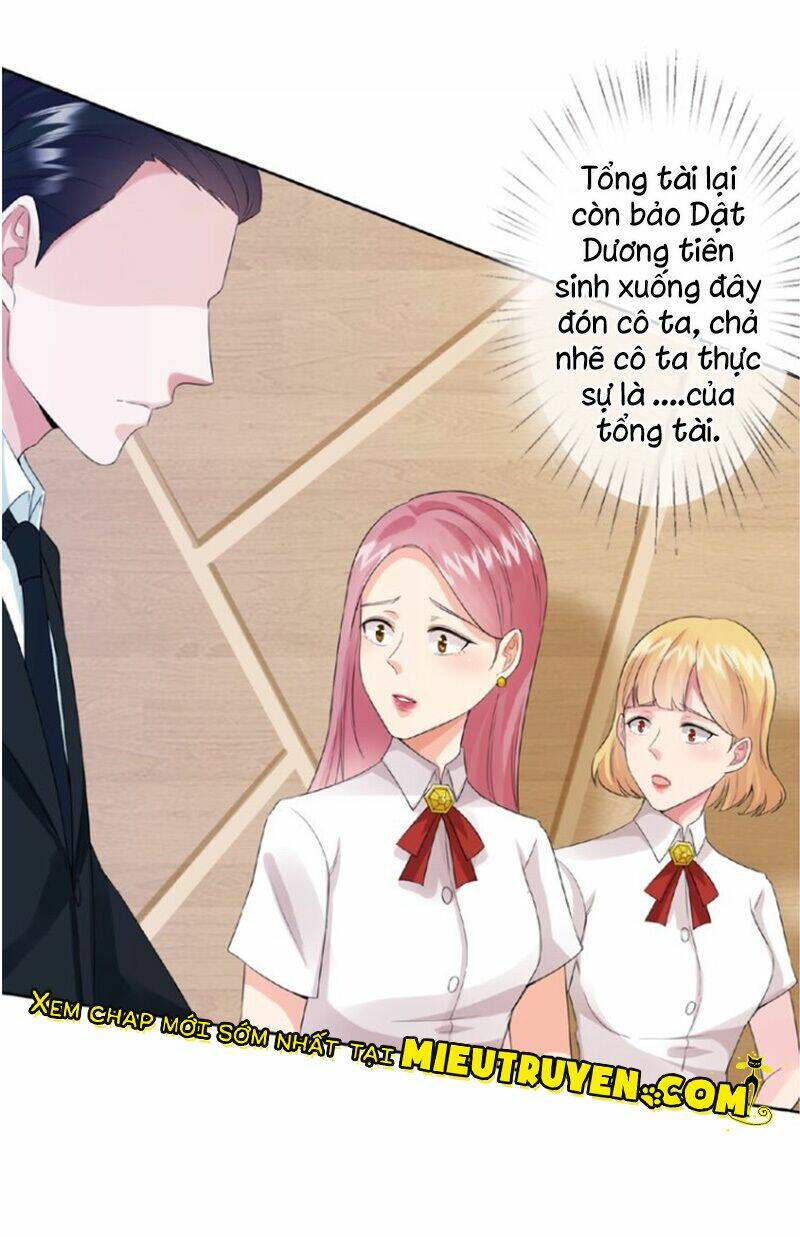 Tổng tài lại
còn bảo Dật
Dương tiên
sinh xuống đây
đón cô ta, chả
nhẽ cô ta thực
sự là ....của
tổng tài.
XEM CHAP MỚI SỚM NHẤT TẠI MIEUTRUYEN.COM